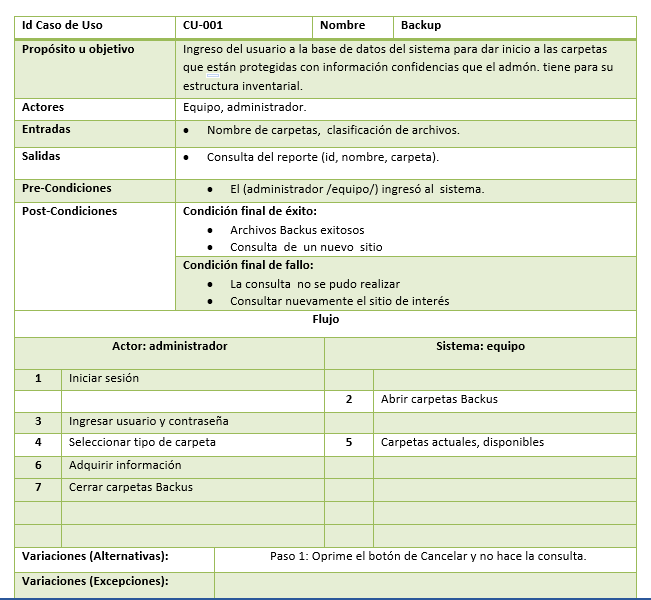 Id Caso de Uso CU-001 Nombre Backup
Propósito u objetivo Ingreso del usuario a la base de datos del sistema para dar inicio a las carpetas
que están protegidas con información confidencias que el admón. tiene para su
estructura inventarial.
Actores Equipo, administrador.
Entradas • Nombre de carpetas, clasificación de archivos.
Salidas • Consulta del reporte (id, nombre, carpeta).
Pre-Condiciones • El (administrador /equipo/) ingresó al sistema.
Post-Condiciones Condición final de éxito:
• Archivos Backus exitosos
• Consulta de un nuevo sitio
Condición final de fallo:
• La consulta no se pudo realizar
• Consultar nuevamente el sitio de interés
Flujo
Actor: administrador Sistema: equipo
1 Iniciar sesión
2 Abrir carpetas Backus
3 Ingresar usuario y contraseña
4 Seleccionar tipo de carpeta 5 Carpetas actuales, disponibles
6 Adquirir información
7 Cerrar carpetas Backus
Variaciones (Alternativas): Paso 1: Oprime el botón de Cancelar y no hace la consulta.
Variaciones (Excepciones):